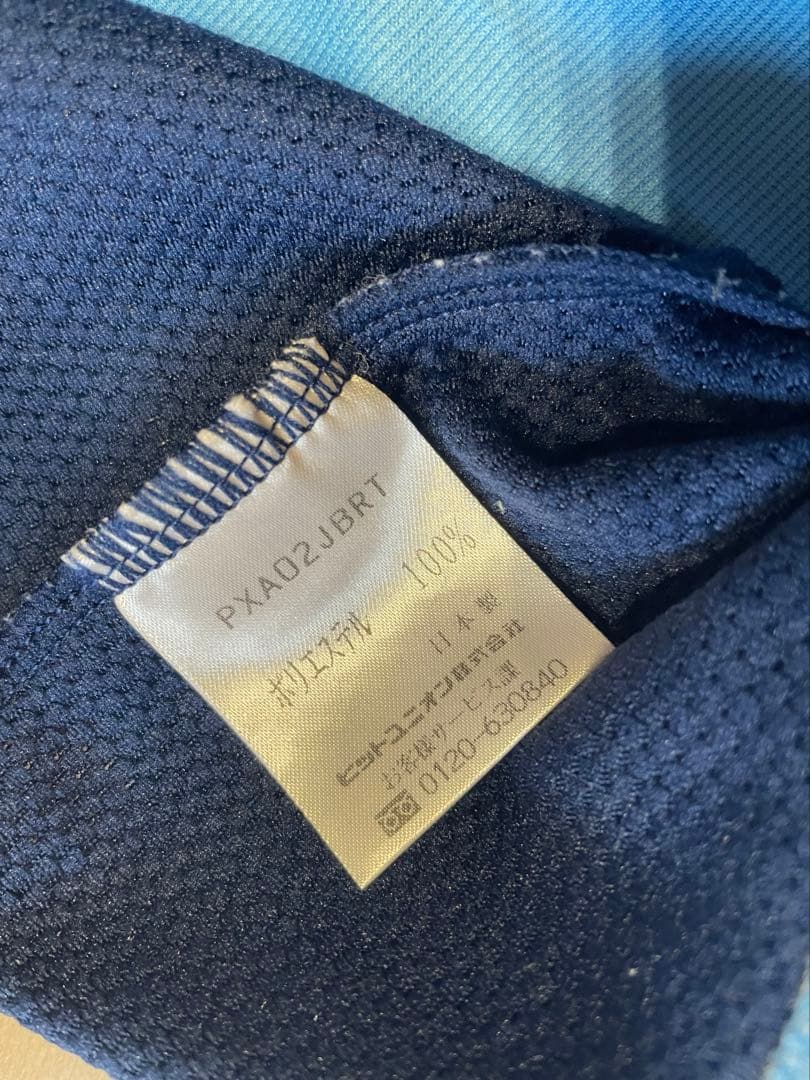 PXA02JBRT
ポリエステル 100%
日本製
ヒットユニオン株式会社
お客様サービス課
0120-630840